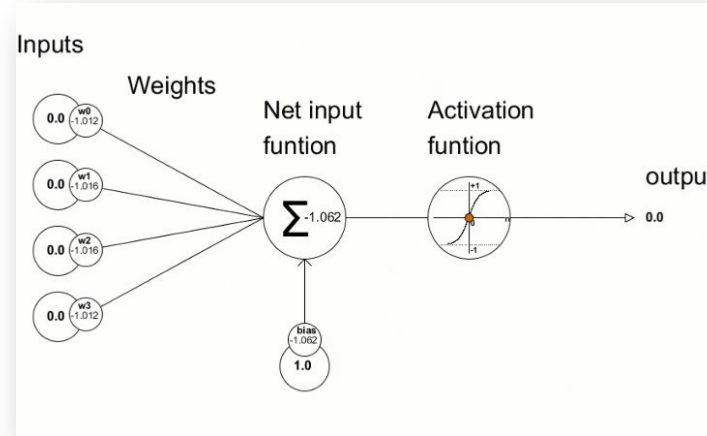 Inputs
Weights
Net input
funtion
Activation
funtion
outpu
0.0
w0
-1.012
0.0
w1
-1.016
0.0
w2
-1.016
0.0
w3
-1.012
Σ -1.062
+1
0
-1
0.0
bias
-1.062
1.0